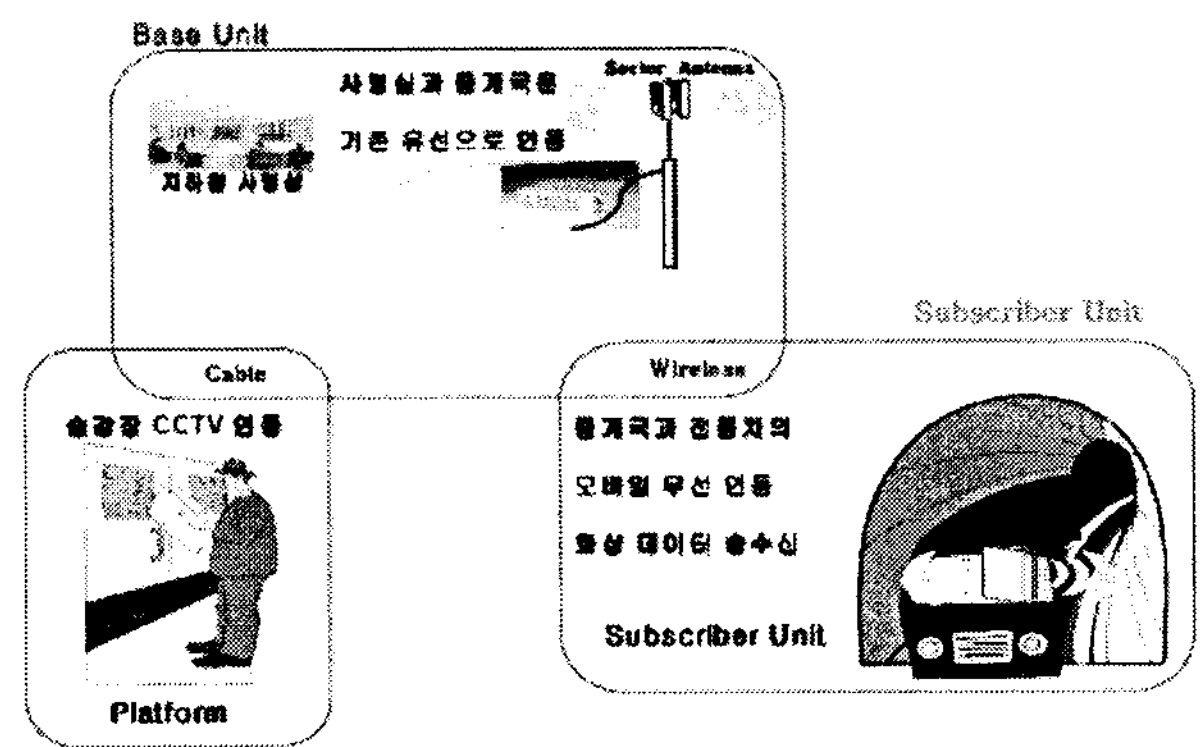 Base Unit
Sector Antenna
사령실과 중계국은
기존 유선으로 연동
지하철 사령실
Subscriber Unit
Cable
Wireless
승강장 CCTV 연동
중계국과 전동차의
모바일 무선 연동
화상 데이터 송수신
Subscriber Unit
Platform